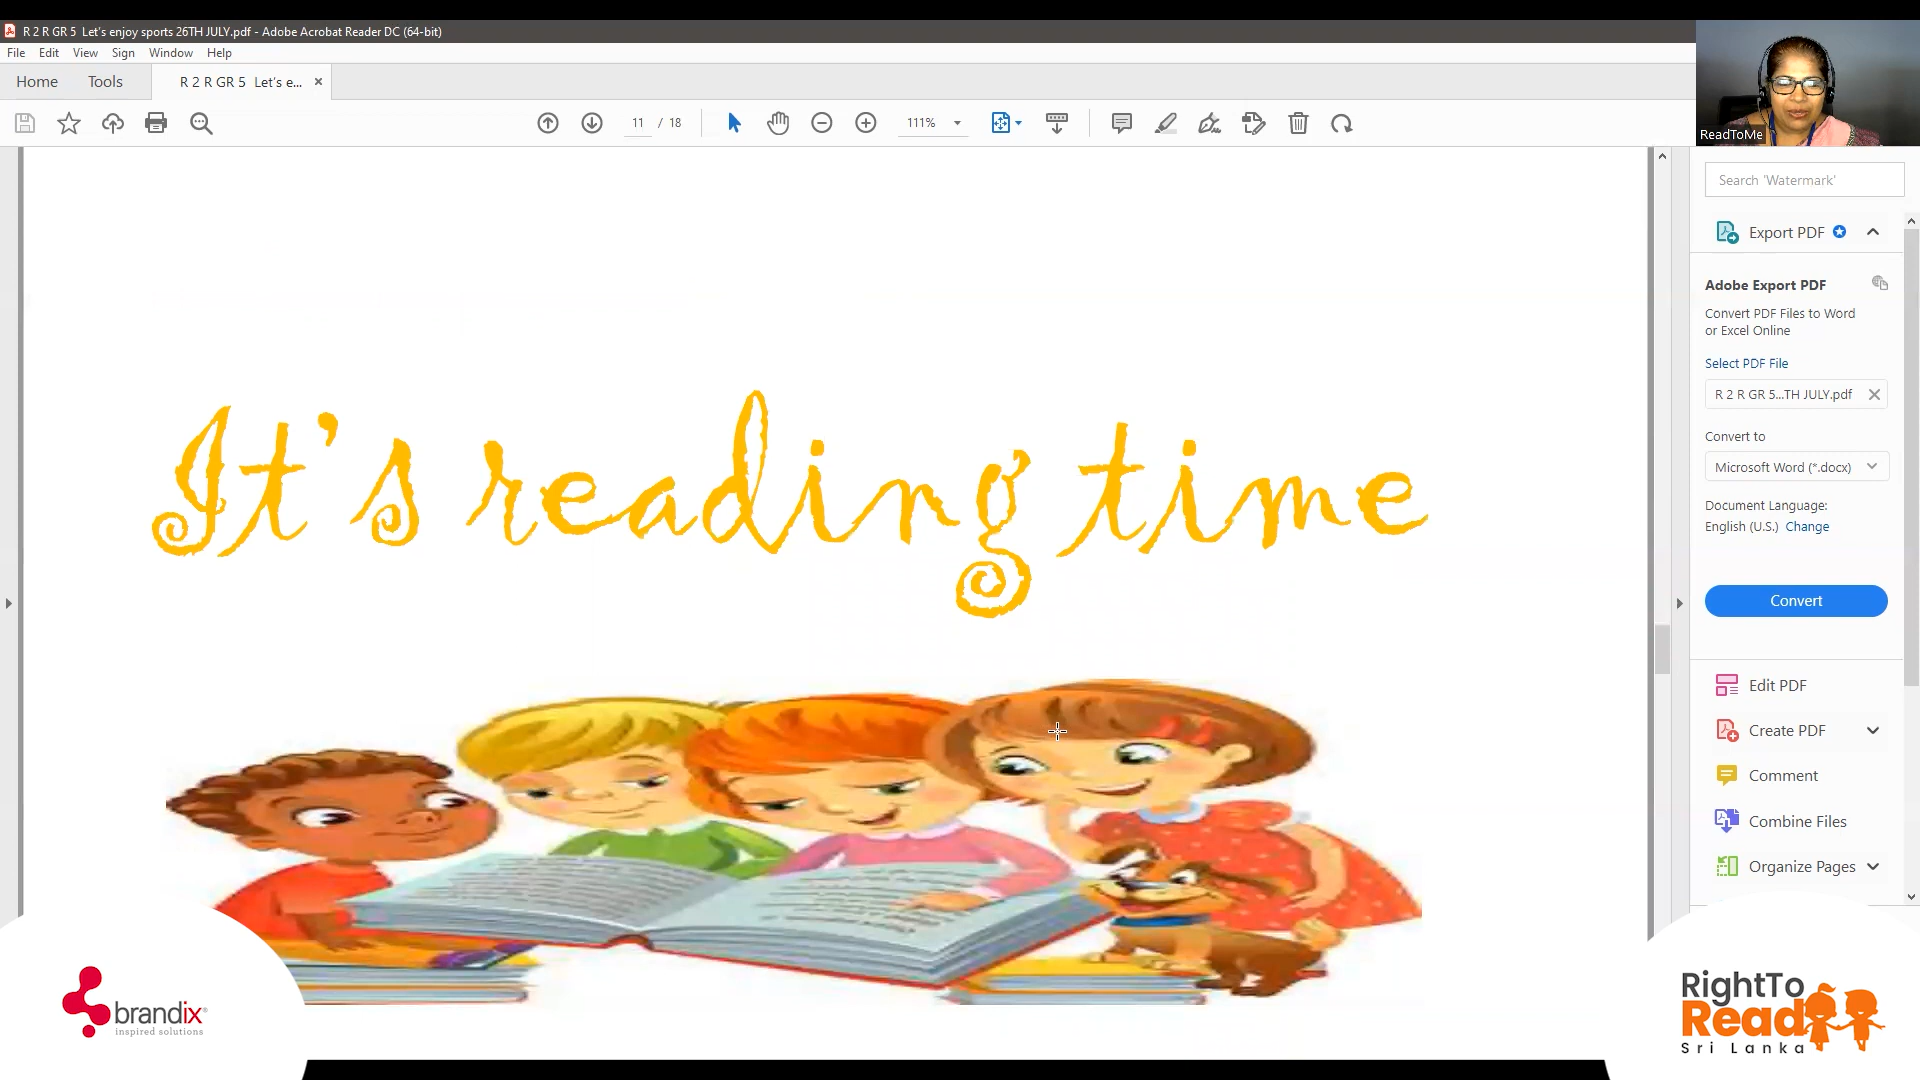 R 2 R GR 5  Let's enjoy sports 26TH JULY.pdf - Adobe Acrobat Reader DC (64-bit)
File Edit View Sign Window Help
Home Tools R 2 R GR 5  Let's e... ×
11 / 18 111%
ReadToMe
It's reading time
Search 'Watermark'
Export PDF
Adobe Export PDF
Convert PDF Files to Word
or Excel Online
Select PDF File
R 2 R GR 5...TH JULY.pdf
Convert to
Microsoft Word (*.docx)
Document Language:
English (U.S.) Change
Convert
Edit PDF
Create PDF
Comment
Combine Files
Organize Pages
brandix
inspired solutions
RightTo
Read
Sri Lanka